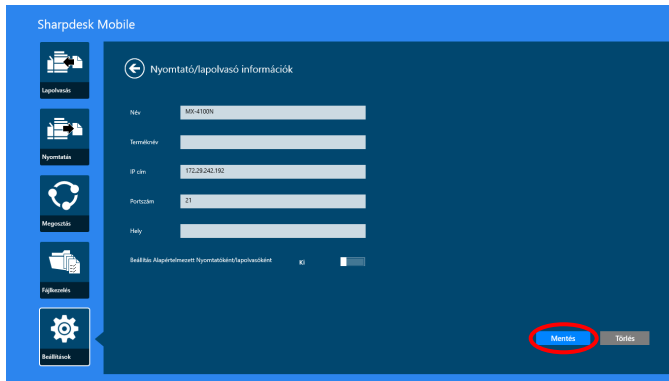 Sharpdesk Mobile
Lapolvasás
Nyomtatás
Megosztás
Fájlkezelés
Beállítások
Nyomtató/lapolvasó információk
Név MX-4100N
Terméknév
IP cím 172.29.242.192
Portszám 21
Hely
Beállítás Alapértelmezett Nyomtatóként/lapolvasóként Ki
Mentés Törlés